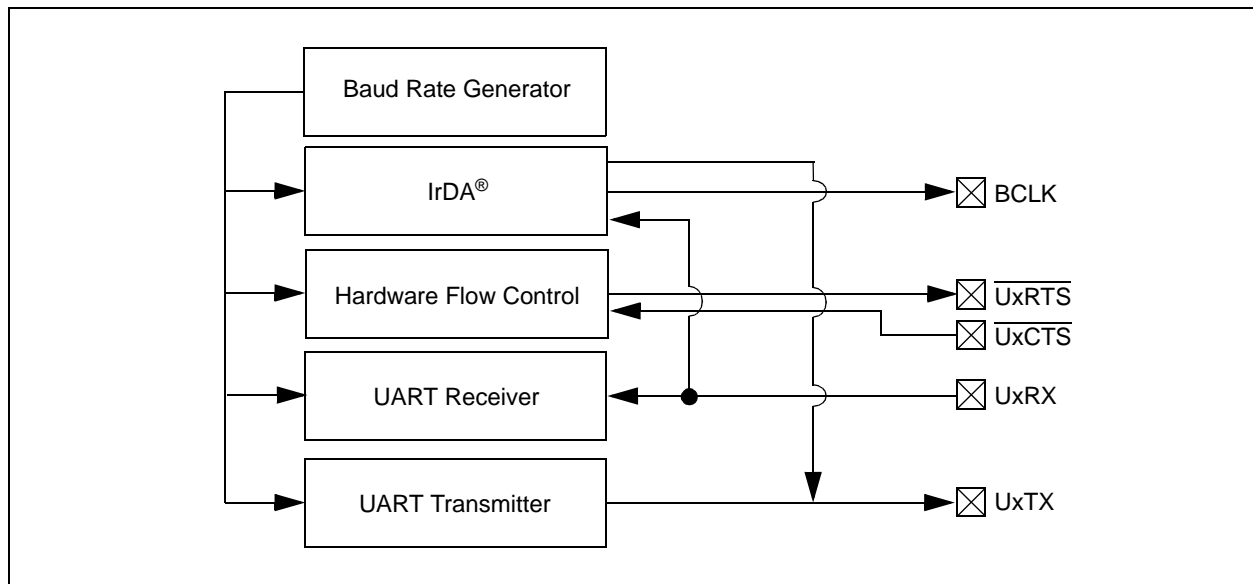 Baud Rate Generator
IrDA®
BCLK
Hardware Flow Control
UxRTS
UxCTS
UART Receiver
UxRX
UART Transmitter
UxTX